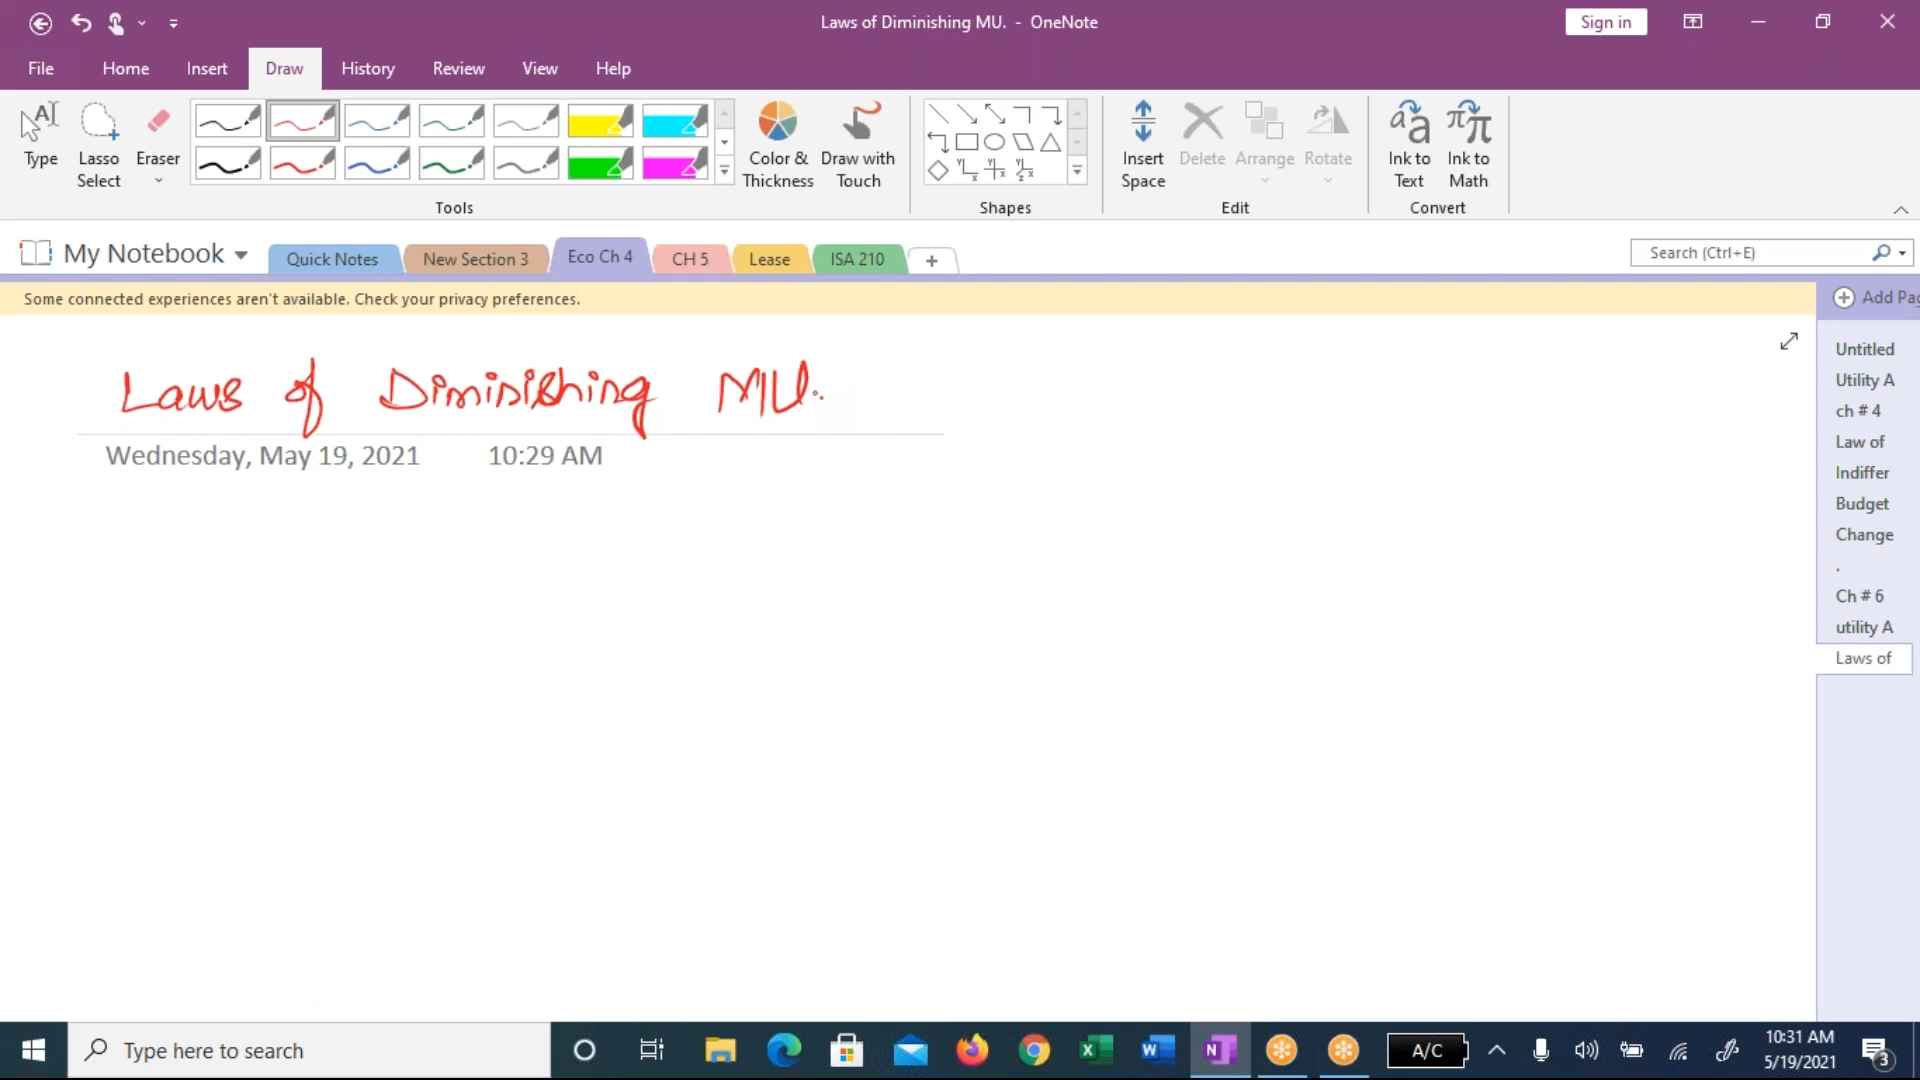 Laws of Diminishing MU. - OneNote
Sign in
File Home Insert Draw History Review View Help
Type
Lasso Select
Eraser
Color & Thickness
Draw with Touch
Insert Space
Delete
Arrange
Rotate
Ink to Text
Ink to Math
Tools Shapes Edit Convert
My Notebook Quick Notes New Section 3 Eco Ch 4 CH 5 Lease ISA 210 +
Search (Ctrl+E)
Some connected experiences aren't available. Check your privacy preferences.
Add Pag
Laws of Diminishing MU.
Wednesday, May 19, 2021 10:29 AM
Untitled
Utility A
ch # 4
Law of
Indiffer
Budget
Change
.
Ch # 6
utility A
Laws of
Type here to search
A/C
10:31 AM
5/19/2021
3